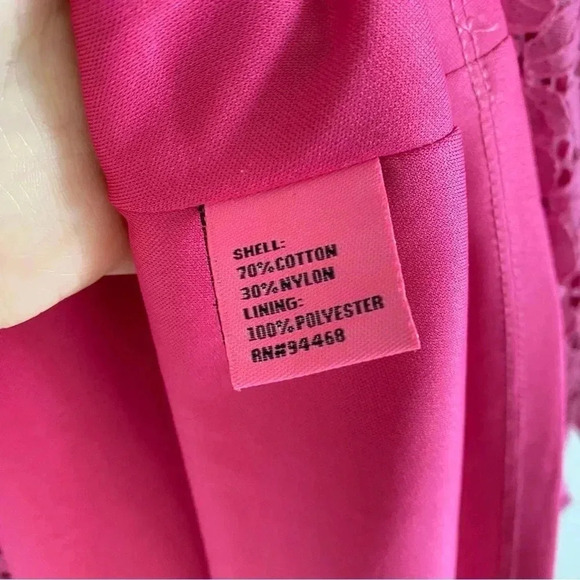 SHELL:
70%COTTON
30%NYLON
LINING:
100%POLYESTER
RN#94468